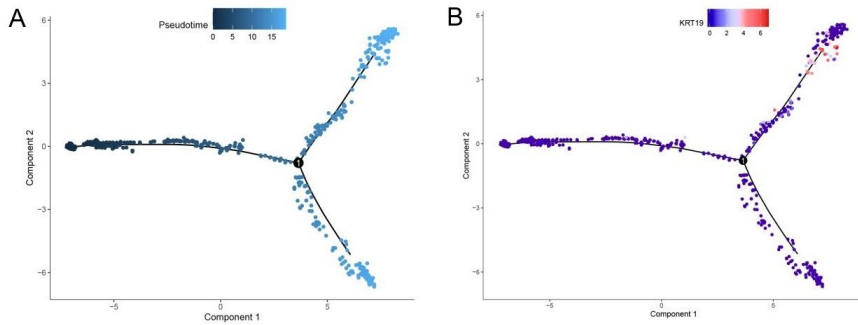 A
Pseudotime
0 5 10 15
6
3
0
−3
−6
Component 2
1
−5 0 5
Component 1
B
KRT19
0 2 4 6
6
3
0
−3
−6
Component 2
1
−5 0 5
Component 1